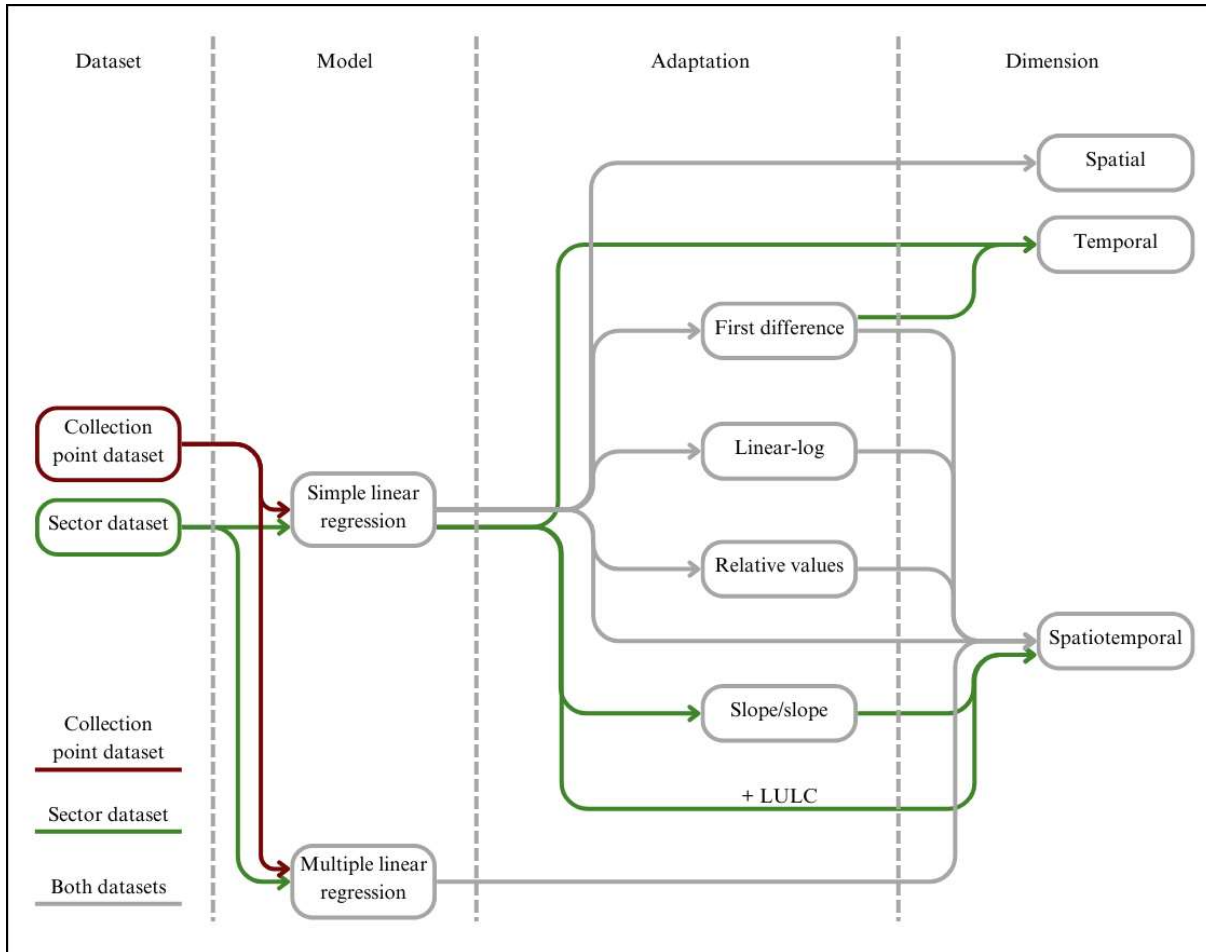 Dataset
Model
Adaptation
Dimension
Spatial
Temporal
First difference
Collection
point dataset
Linear-log
Simple linear
regression
Sector dataset
Relative values
Spatiotemporal
Slope/slope
Collection
point dataset
+ LULC
Sector dataset
Multiple linear
regression
Both datasets